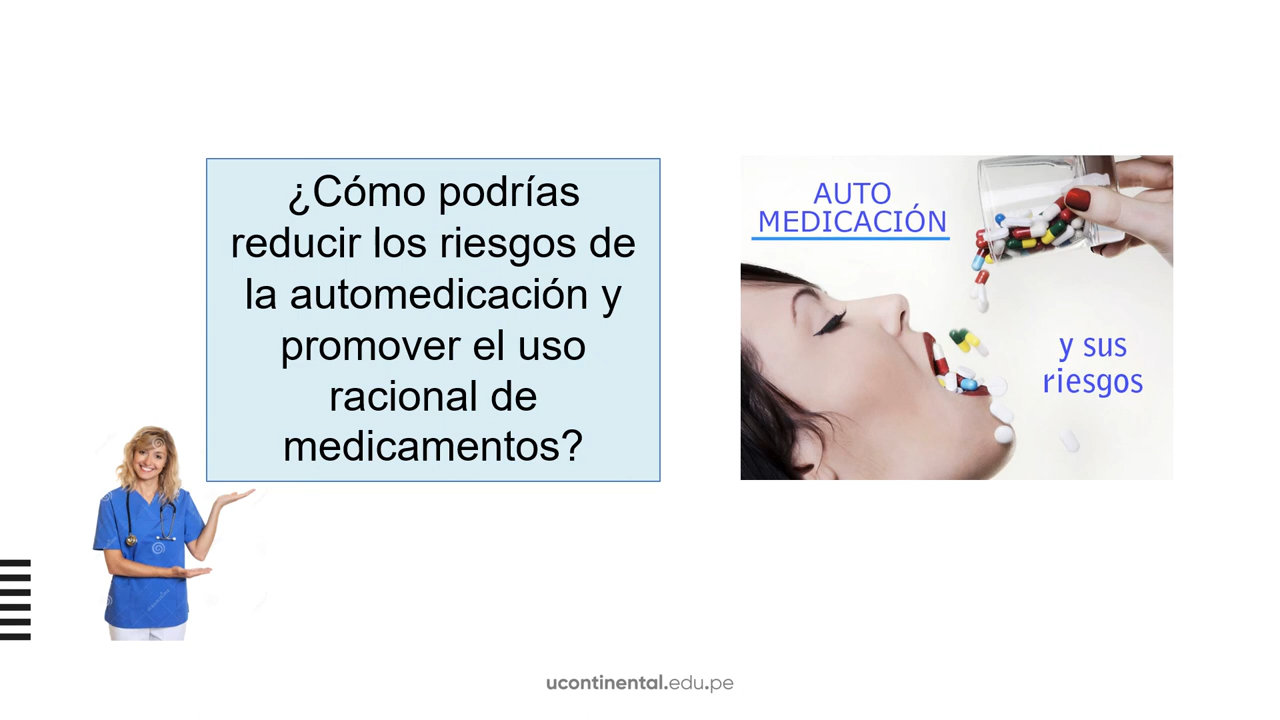 ¿Cómo podrías
reducir los riesgos de
la automedicación y
promover el uso
racional de
medicamentos?
AUTO
MEDICACIÓN
y sus
riesgos
ucontinental.edu.pe